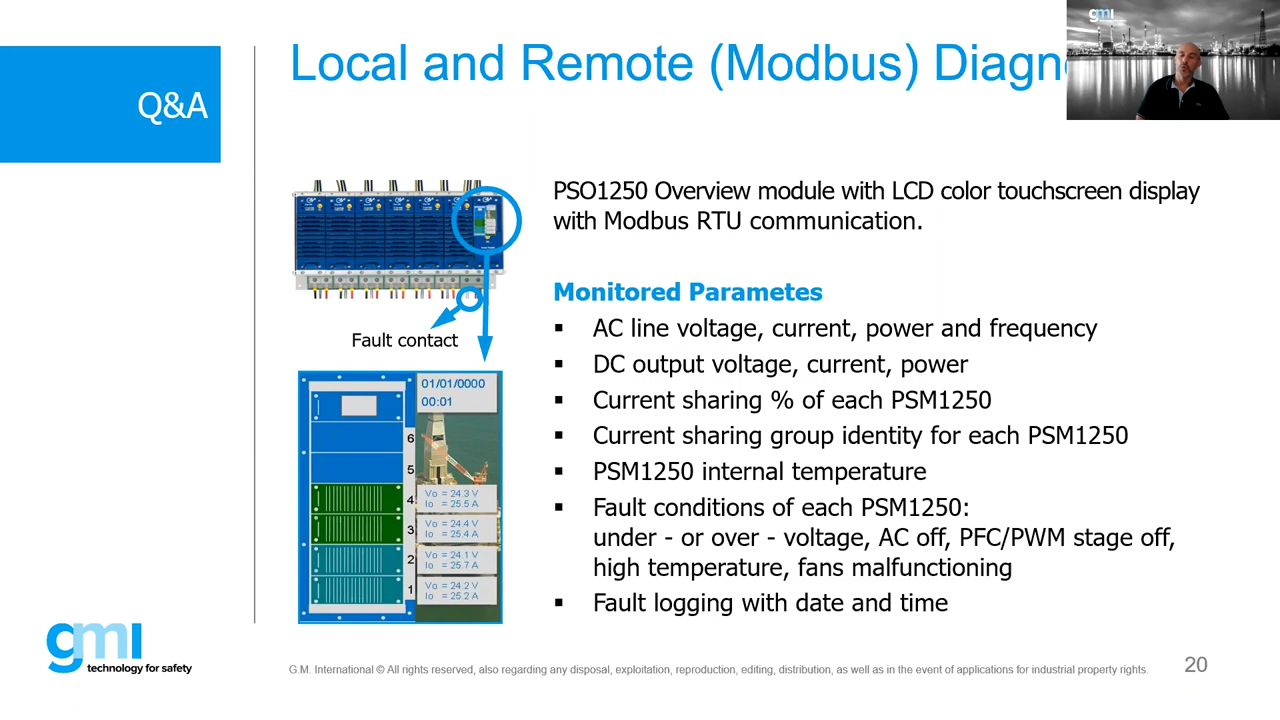 Q&A
Local and Remote (Modbus) Diagn
gmi
PSO1250 Overview module with LCD color touchscreen display
with Modbus RTU communication.
Fault contact
Monitored Parametes
▪ AC line voltage, current, power and frequency
▪ DC output voltage, current, power
▪ Current sharing % of each PSM1250
▪ Current sharing group identity for each PSM1250
▪ PSM1250 internal temperature
▪ Fault conditions of each PSM1250:
under - or over - voltage, AC off, PFC/PWM stage off,
high temperature, fans malfunctioning
▪ Fault logging with date and time
01/01/0000
00:01
6
5
4
Vo = 24.3 V
Io = 25.5 A
3
Vo = 24.4 V
Io = 25.4 A
2
Vo = 24.1 V
Io = 25.7 A
1
Vo = 24.2 V
Io = 25.2 A
gmi
technology for safety
G.M. International © All rights reserved, also regarding any disposal, exploitation, reproduction, editing, distribution, as well as in the event of applications for industrial property rights.
20